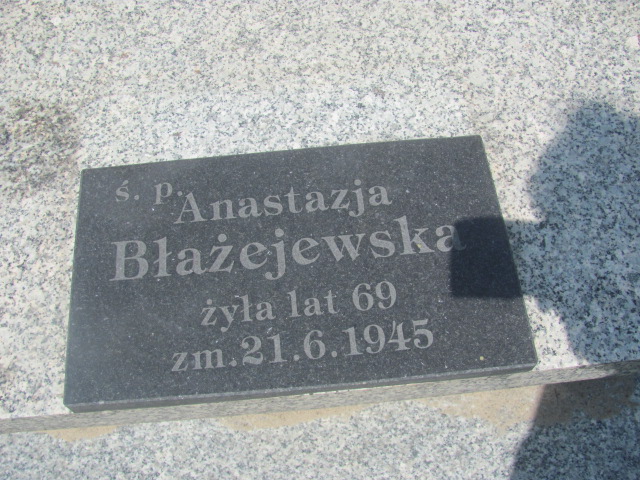 ś. p.
Anastazja
Błażejewska
żyła lat 69
zm. 21.6.1945